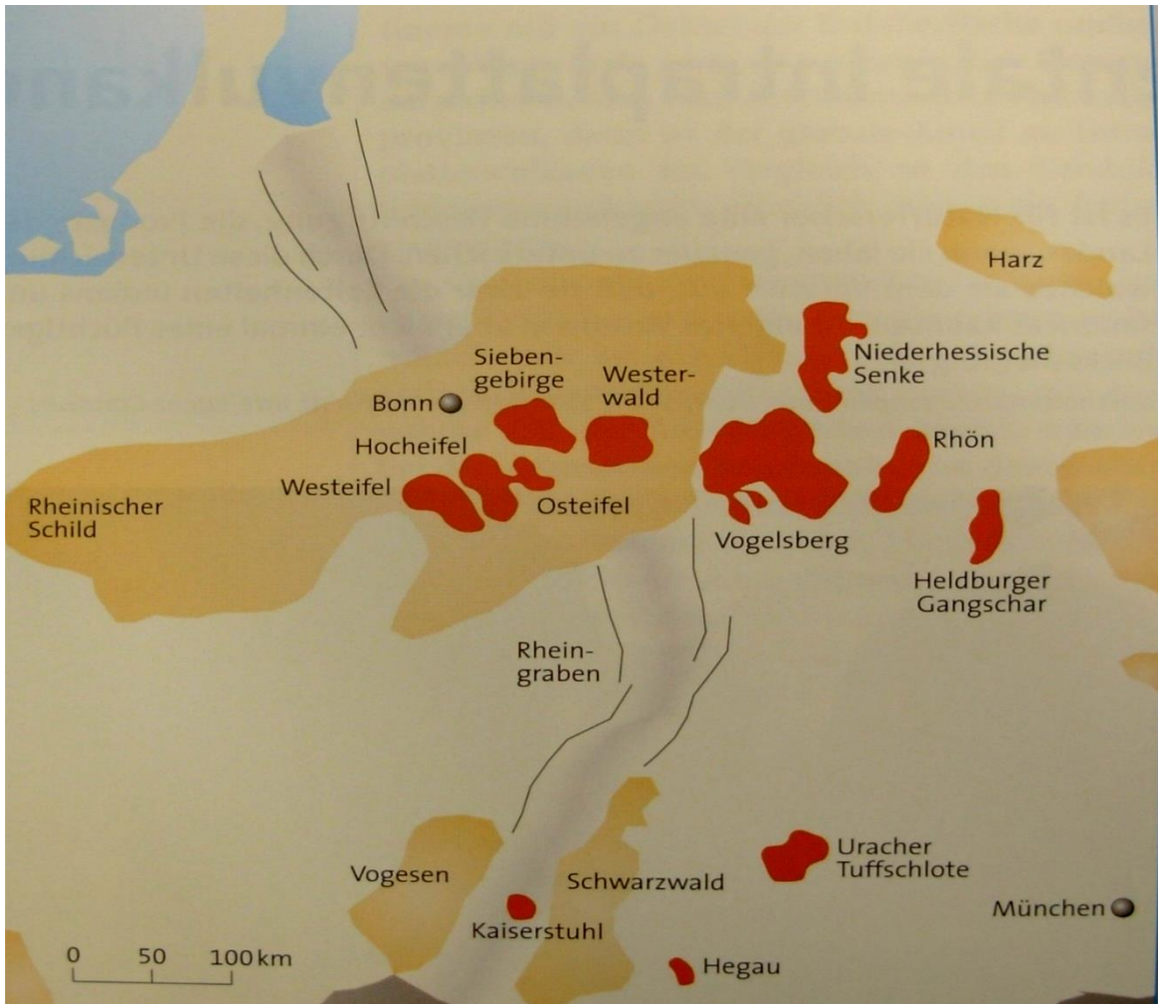 Harz
Sieben-
gebirge
Wester-
wald
Niederhessische
Senke
Bonn
Hocheifel
Rhön
Westeifel
Osteifel
Rheinischer
Schild
Vogelsberg
Heldburger
Gangschar
Rhein-
graben
Uracher
Tuffschlote
Vogesen
Schwarzwald
München
Kaiserstuhl
Hegau
0 50 100 km